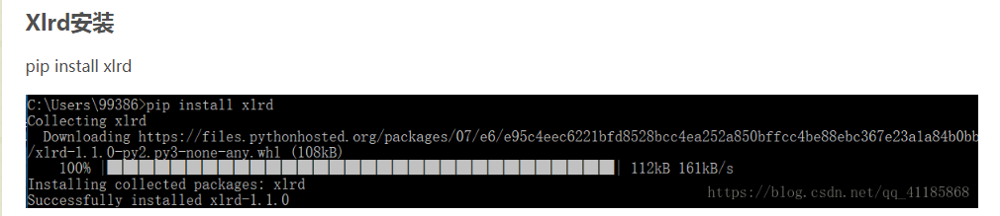 Xlrd安装
pip install xlrd
C:\Users\99386>pip install xlrd
Collecting xlrd
Downloading https://files.pythonhosted.org/packages/07/e6/e95c4eec6221bfd8528bcc4ea252a850bffcc4be88ebc367e23a1a84b0bb
/xlrd-1.1.0-py2.py3-none-any.whl (108kB)
100% |████████████████████████████████| 112kB 161kB/s
Installing collected packages: xlrd
Successfully installed xlrd-1.1.0
https://blog.csdn.net/qq_41185868